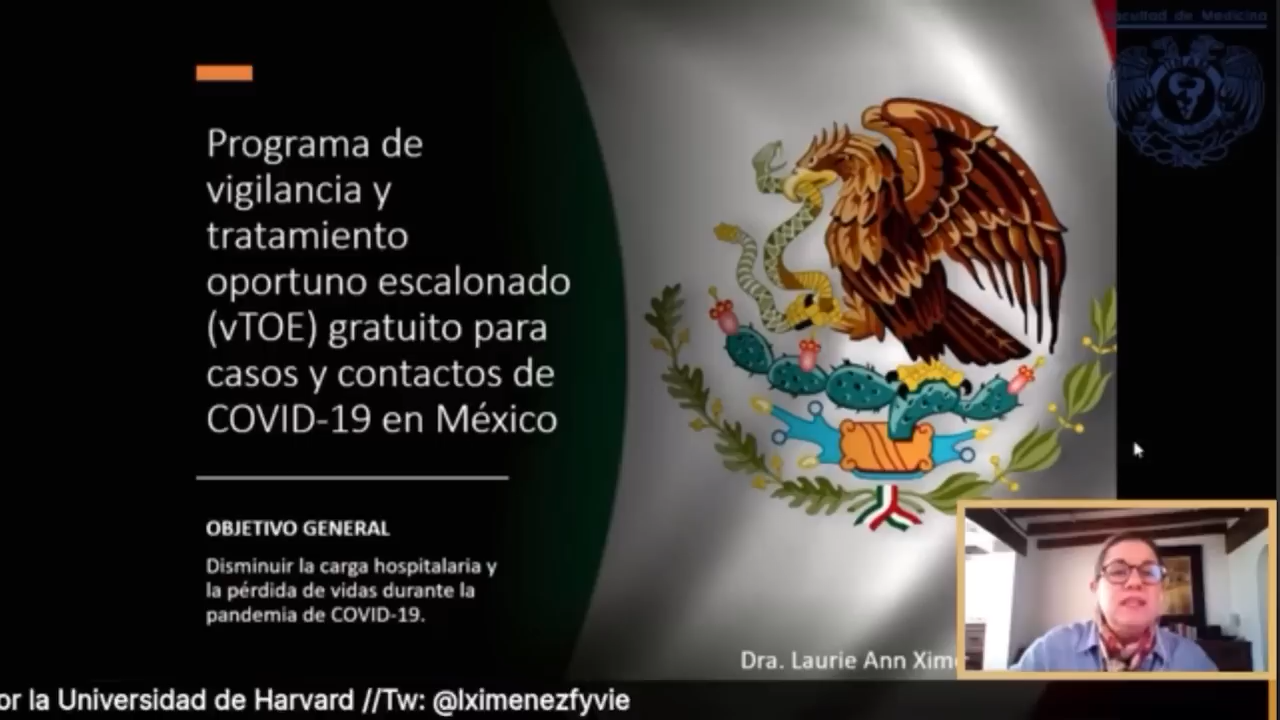 Facultad de Medicina
Programa de
vigilancia y
tratamiento
oportuno escalonado
(vTOE) gratuito para
casos y contactos de
COVID-19 en México
OBJETIVO GENERAL
Disminuir la carga hospitalaria y
la pérdida de vidas durante la
pandemia de COVID-19.
Dra. Laurie Ann Xim
or la Universidad de Harvard //Tw: @lximenezfyvie